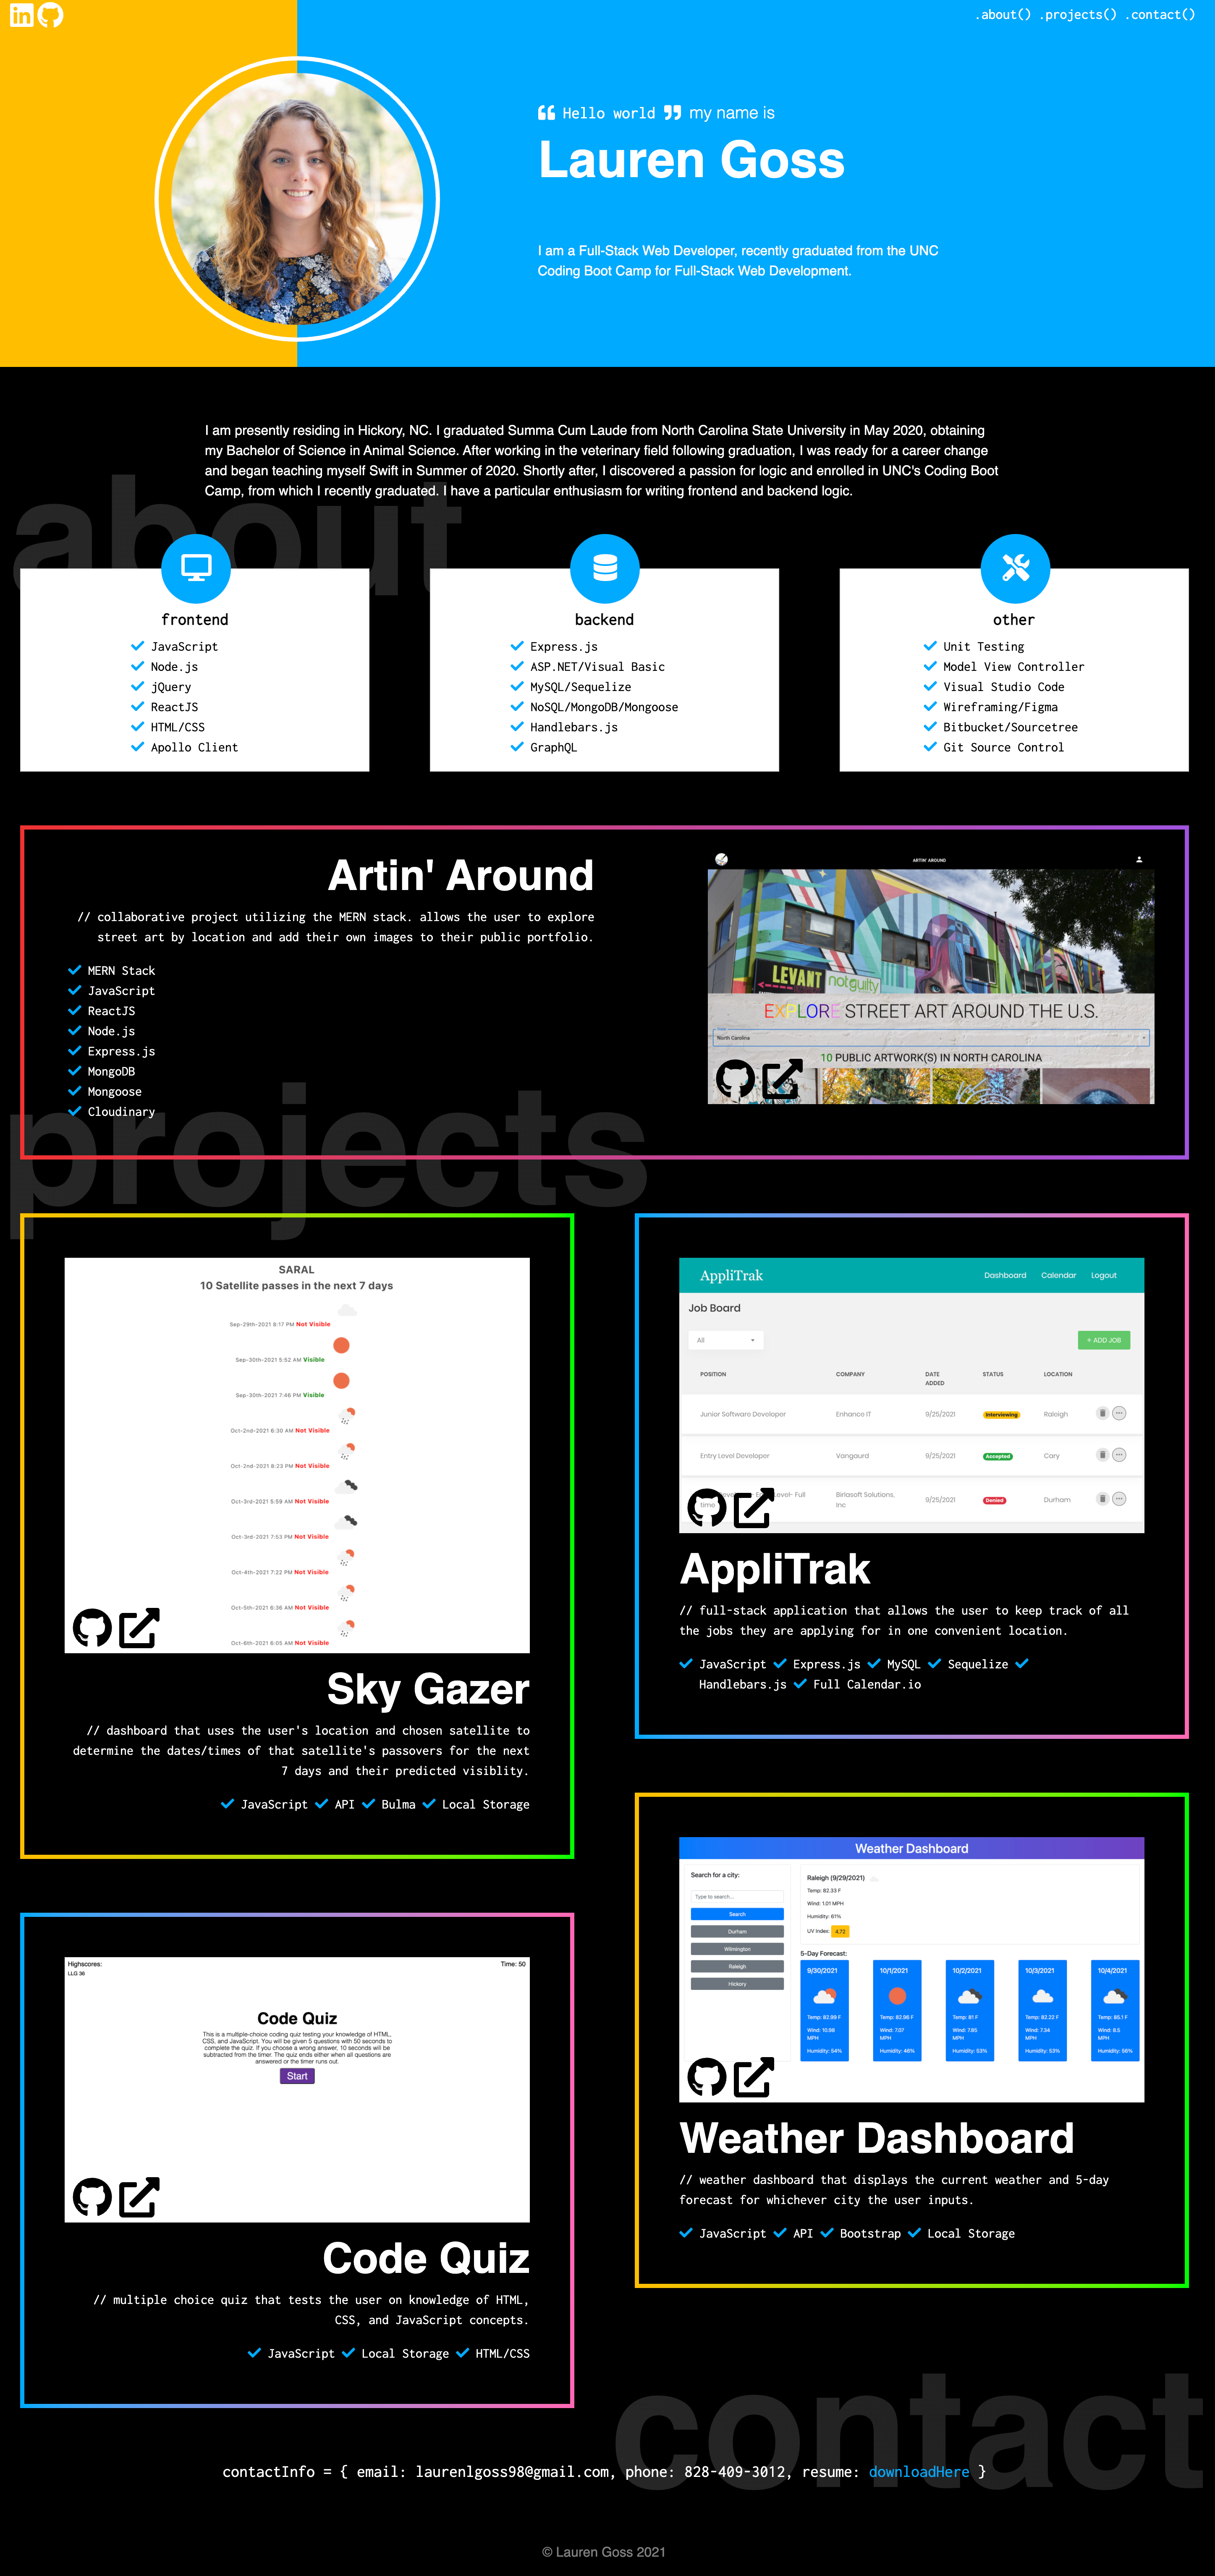 .about() .projects() .contact()
Hello world my name is
Lauren Goss
I am a Full-Stack Web Developer, recently graduated from the UNC
Coding Boot Camp for Full-Stack Web Development.
I am presently residing in Hickory, NC. I graduated Summa Cum Laude from North Carolina State University in May 2020, obtaining
my Bachelor of Science in Animal Science. After working in the veterinary field following graduation, I was ready for a career change
and began teaching myself Swift in Summer of 2020. Shortly after, I discovered a passion for logic and enrolled in UNC's Coding Boot
Camp, from which I recently graduated. I have a particular enthusiasm for writing frontend and backend logic.
about
frontend
JavaScript
Node.js
jQuery
ReactJS
HTML/CSS
Apollo Client
backend
Express.js
ASP.NET/Visual Basic
MySQL/Sequelize
NoSQL/MongoDB/Mongoose
Handlebars.js
GraphQL
other
Unit Testing
Model View Controller
Visual Studio Code
Wireframing/Figma
Bitbucket/Sourcetree
Git Source Control
Artin' Around
// collaborative project utilizing the MERN stack. allows the user to explore
street art by location and add their own images to their public portfolio.
MERN Stack
JavaScript
ReactJS
Node.js
Express.js
MongoDB
Mongoose
Cloudinary
ARTIN' AROUND
LEVANT
notguilty
EXPLORE STREET ART AROUND THE U.S.
North Carolina
10 PUBLIC ARTWORK(S) IN NORTH CAROLINA
projects
SARAL
10 Satellite passes in the next 7 days
Sep-29th-2021 6:17 PM Not Visible
Sep-30th-2021 5:52 AM Visible
Sep-30th-2021 7:46 PM Visible
Oct-2nd-2021 6:30 AM Not Visible
Oct-2nd-2021 8:23 PM Not Visible
Oct-3rd-2021 5:59 AM Not Visible
Oct-3rd-2021 7:53 PM Not Visible
Oct-4th-2021 7:22 PM Not Visible
Oct-5th-2021 6:36 AM Not Visible
Oct-6th-2021 6:05 AM Not Visible
Sky Gazer
// dashboard that uses the user's location and chosen satellite to
determine the dates/times of that satellite's passovers for the next
7 days and their predicted visiblity.
JavaScript API Bulma Local Storage
AppliTrak
Dashboard Calendar Logout
Job Board
All
+ ADD JOB
POSITION COMPANY DATE ADDED STATUS LOCATION
Junior Software Developer Enhance IT 9/25/2021 Interviewing Raleigh
Entry Level Developer Vangourd 9/25/2021 Accepted Cary
Level- Full time Birlasoft Solutions, Inc 9/25/2021 Denied Durham
AppliTrak
// full-stack application that allows the user to keep track of all
the jobs they are applying for in one convenient location.
JavaScript Express.js MySQL Sequelize
Handlebars.js Full Calendar.io
Weather Dashboard
Search for a city:
Type to search...
Search
Durham
Wilmington
Raleigh
Hickory
Raleigh (9/29/2021)
Temp: 82.33 F
Wind: 1.01 MPH
Humidity: 61%
UV Index: 4.72
5-Day Forecast:
9/30/2021 10/1/2021 10/2/2021 10/3/2021 10/4/2021
Temp: 82.99 F Temp: 82.96 F Temp: 81 F Temp: 82.22 F Temp: 85.1 F
Wind: 10.98 MPH Wind: 7.07 MPH Wind: 7.65 MPH Wind: 7.34 MPH Wind: 8.5 MPH
Humidity: 54% Humidity: 46% Humidity: 53% Humidity: 53% Humidity: 56%
Weather Dashboard
// weather dashboard that displays the current weather and 5-day
forecast for whichever city the user inputs.
JavaScript API Bootstrap Local Storage
Highscores:
LLG 36
Time: 50
Code Quiz
This is a multiple-choice coding quiz testing your knowledge of HTML,
CSS, and JavaScript. You will be given 5 questions with 50 seconds to
complete the quiz. If you choose a wrong answer, 10 seconds will be
subtracted from the timer. The quiz ends either when all questions are
answered or the timer runs out.
Start
Code Quiz
// multiple choice quiz that tests the user on knowledge of HTML,
CSS, and JavaScript concepts.
JavaScript Local Storage HTML/CSS
contact
contactInfo = { email: laurenlgoss98@gmail.com, phone: 828-409-3012, resume: downloadHere }
© Lauren Goss 2021